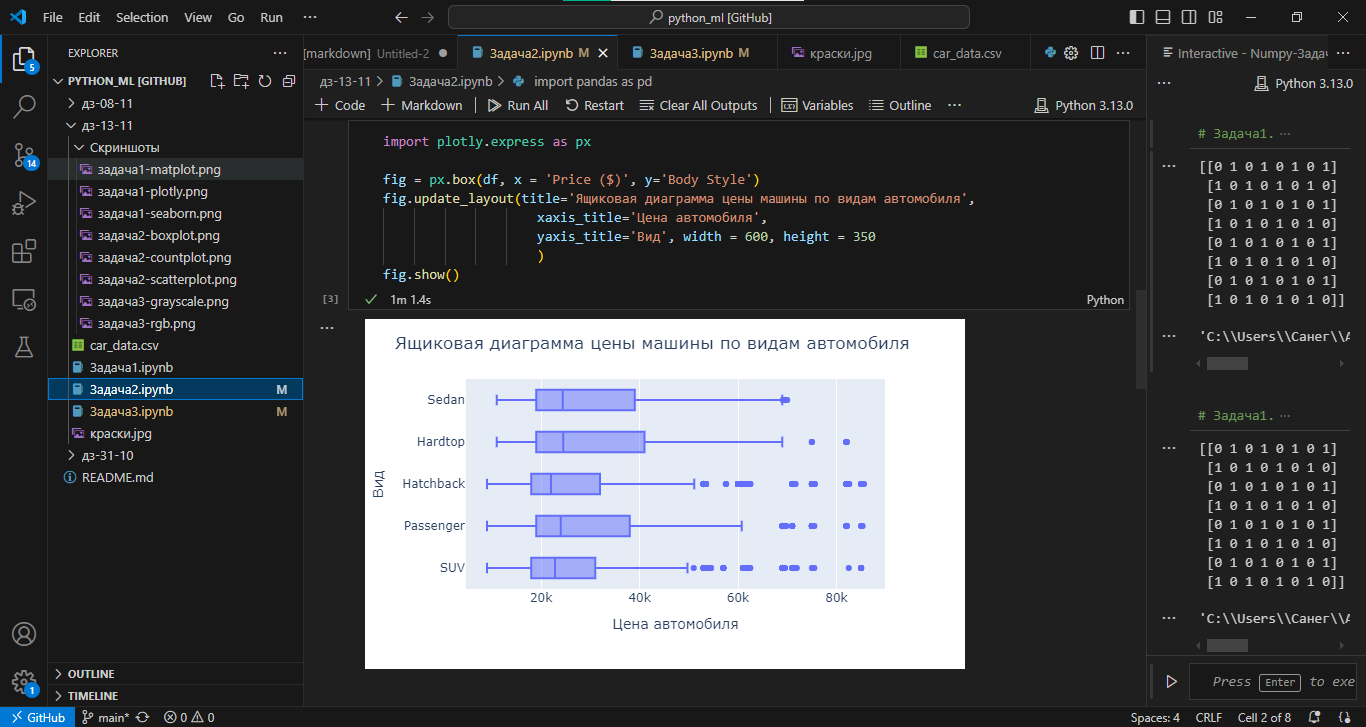 File Edit Selection View Go Run ··· python_ml [GitHub]
EXPLORER ···
PYTHON_ML [GITHUB]
дз-08-11
дз-13-11
Скриншоты
задача1-matplot.png
задача1-plotly.png
задача1-seaborn.png
задача2-boxplot.png
задача2-countplot.png
задача2-scatterplot.png
задача3-grayscale.png
задача3-rgb.png
car_data.csv
Задача1.ipynb
Задача2.ipynb M
Задача3.ipynb M
краски.jpg
дз-31-10
README.md
OUTLINE
TIMELINE
5
14
1
[markdown] Untitled-2 Задача2.ipynb M Задача3.ipynb M краски.jpg car_data.csv ···
дз-13-11 > Задача2.ipynb > import pandas as pd
+ Code + Markdown Run All Restart Clear All Outputs Variables Outline ··· Python 3.13.0
import plotly.express as px
fig = px.box(df, x = 'Price ($)', y='Body Style')
fig.update_layout(title='Ящиковая диаграмма цены машины по видам автомобиля',
xaxis_title='Цена автомобиля',
yaxis_title='Вид', width = 600, height = 350
)
fig.show()
[3] 1m 1.4s Python
Ящиковая диаграмма цены машины по видам автомобиля
Вид
Sedan
Hardtop
Hatchback
Passenger
SUV
20k 40k 60k 80k
Цена автомобиля
Interactive - Numpy-Задач ···
··· Python 3.13.0
# Задача1. ···
[[0 1 0 1 0 1 0 1]
[1 0 1 0 1 0 1 0]
[0 1 0 1 0 1 0 1]
[1 0 1 0 1 0 1 0]
[0 1 0 1 0 1 0 1]
[1 0 1 0 1 0 1 0]
[0 1 0 1 0 1 0 1]
[1 0 1 0 1 0 1 0]]
'C:\\Users\\Санег\\A
# Задача1. ···
[[0 1 0 1 0 1 0 1]
[1 0 1 0 1 0 1 0]
[0 1 0 1 0 1 0 1]
[1 0 1 0 1 0 1 0]
[0 1 0 1 0 1 0 1]
[1 0 1 0 1 0 1 0]
[0 1 0 1 0 1 0 1]
[1 0 1 0 1 0 1 0]]
'C:\\Users\\Санег\\A
Press Enter to exe
GitHub main* 0 0 Spaces: 4 CRLF Cell 2 of 8